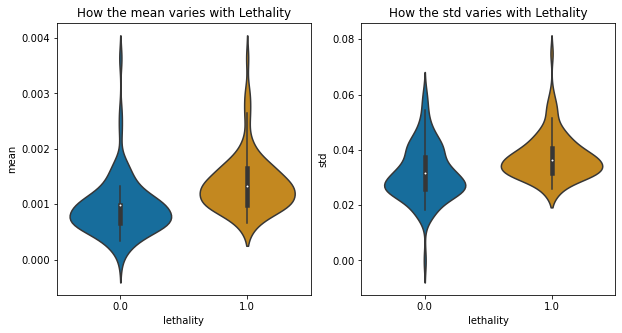 How the mean varies with Lethality
0.004
0.003
0.002
0.001
0.000
mean
0.0
1.0
lethality
How the std varies with Lethality
0.08
0.06
0.04
0.02
0.00
std
0.0
1.0
lethality